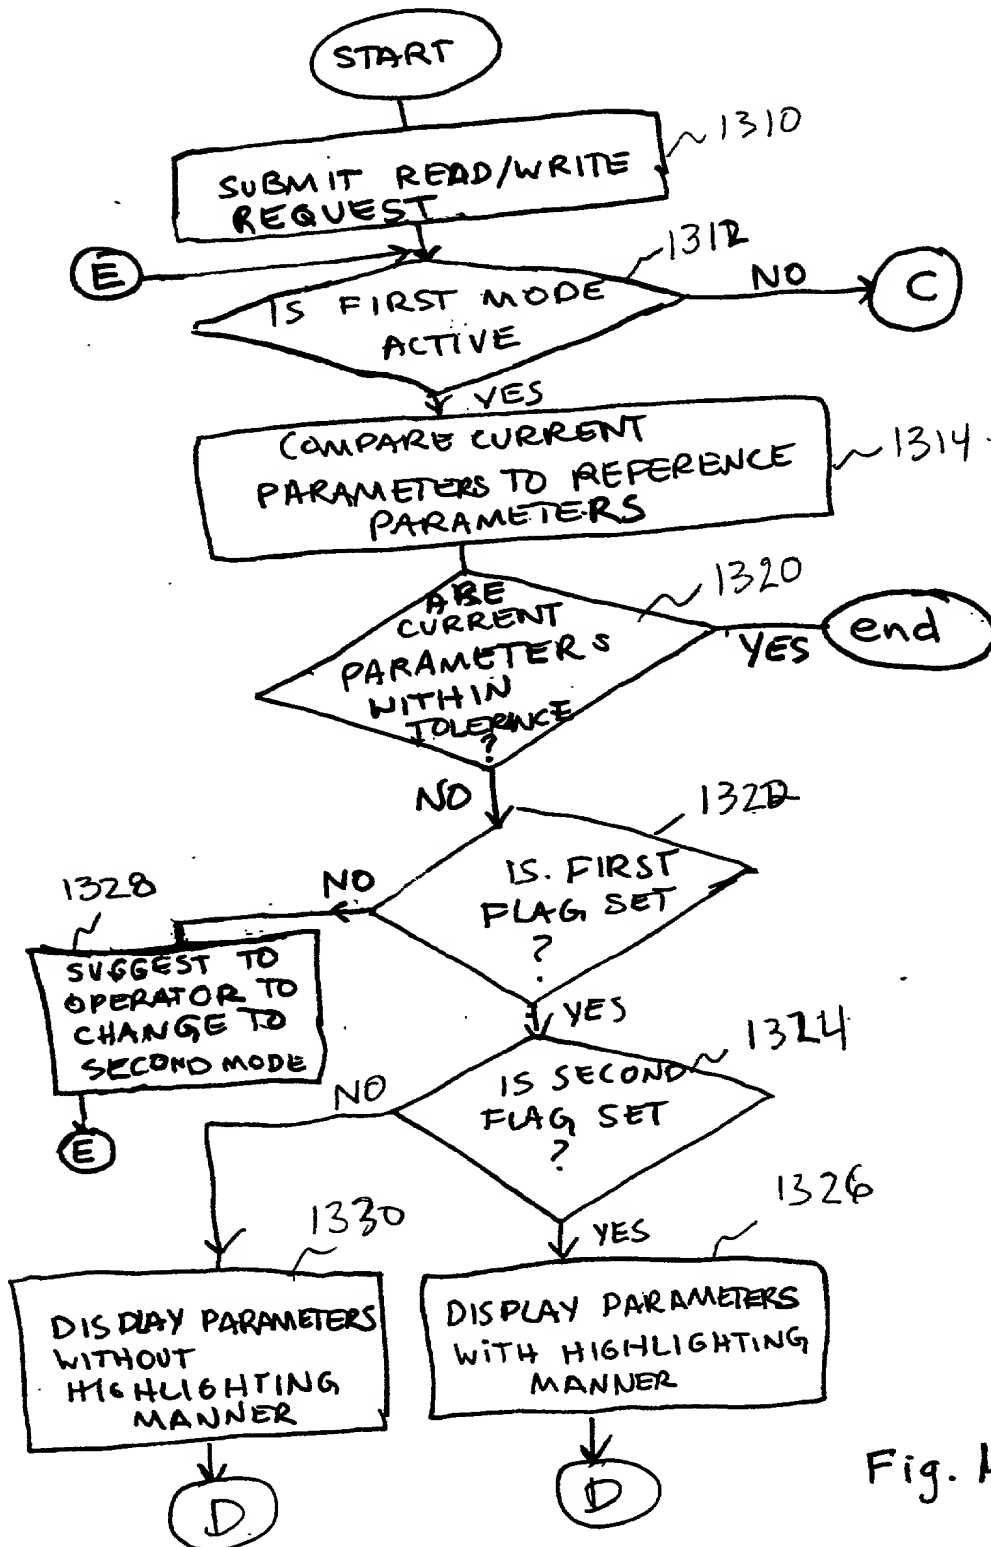 START
1310
SUBMIT READ/WRITE
REQUEST
E
1312
NO
C
IS FIRST MODE
ACTIVE
YES
COMPARE CURRENT
PARAMETERS TO REFERENCE
PARAMETERS
1314
1320
ARE
CURRENT
PARAMETERS
WITHIN
TOLERNCE
?
YES
end
NO
1322
IS FIRST
FLAG SET
?
NO
1328
SUGGEST TO
OPERATOR TO
CHANGE TO
SECOND MODE
E
YES
1324
IS SECOND
FLAG SET
?
NO
1330
YES
1326
DISPLAY PARAMETERS
WITHOUT
HIGHLIGHTING
MANNER
DISPLAY PARAMETERS
WITH HIGHLIGHTING
MANNER
D
D
Fig.